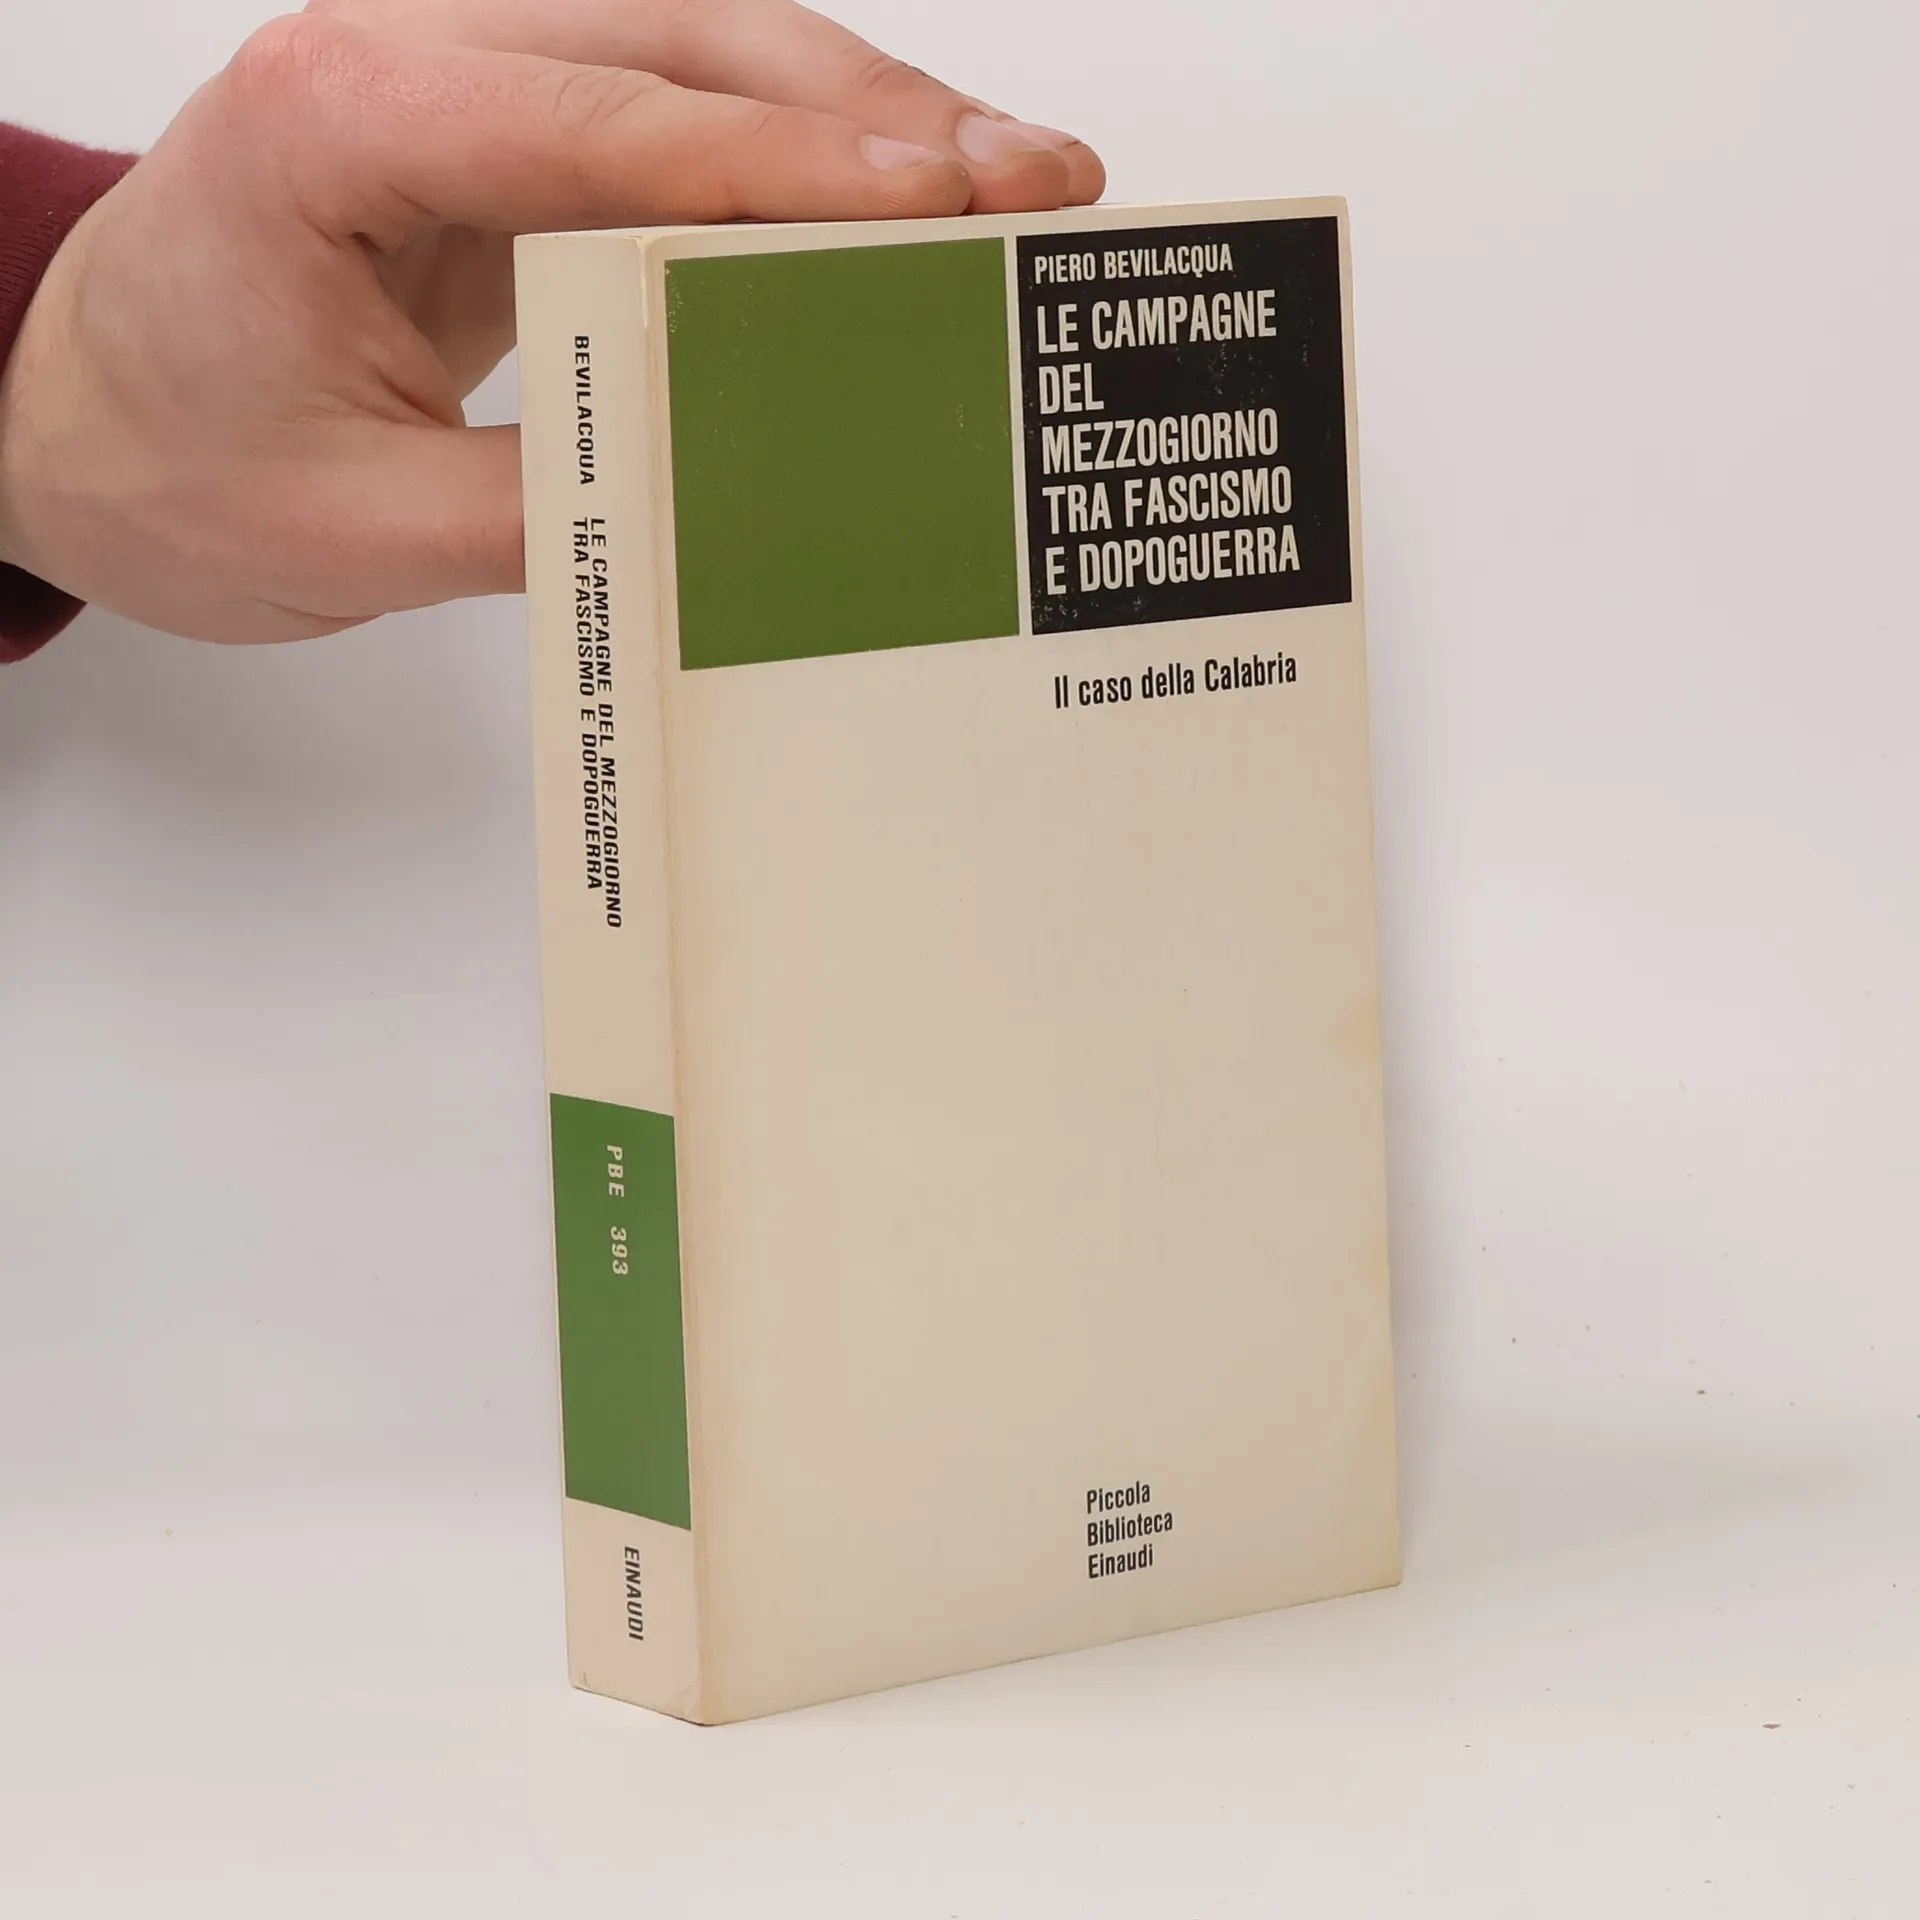 PIERO BEVILACQUA
LE CAMPAGNE
DEL
MEZZOGIORNO
TRA FASCISMO
E DOPOGUERRA
Il caso della Calabria
Piccola
Biblioteca
Einaudi
BEVILACQUA
LE CAMPAGNE DEL MEZZOGIORNO
TRA FASCISMO E DOPOGUERRA
PBE 393
EINAUDI